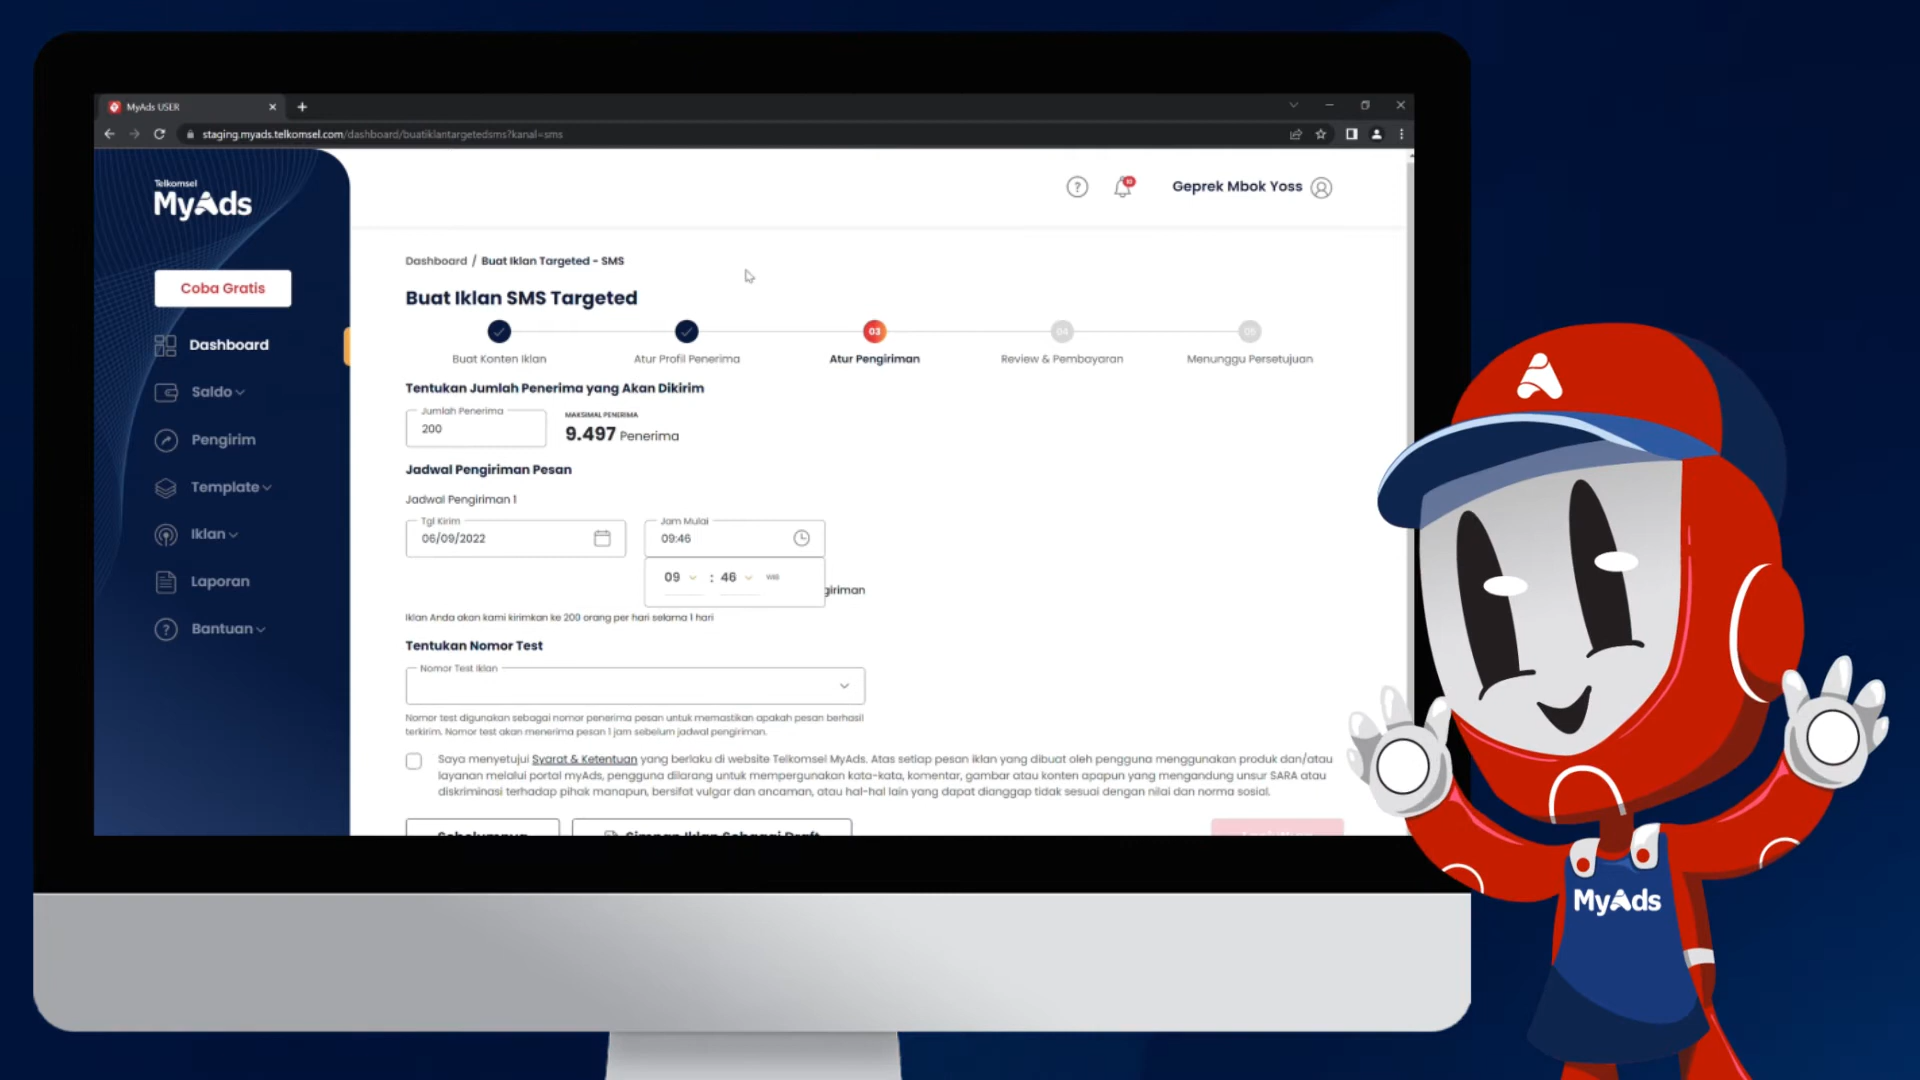 MyAds USER
staging.myads.telkomsel.com/dashboard/buatiklantargetedsms?kanal=sms
Telkomsel
MyAds
Coba Gratis
Dashboard
Saldo
Pengirim
Template
Iklan
Laporan
Bantuan
Geprek Mbok Yoss
Dashboard / Buat Iklan Targeted - SMS
Buat Iklan SMS Targeted
03
04
05
Buat Konten Iklan
Atur Profil Penerima
Atur Pengiriman
Review & Pembayaran
Menunggu Persetujuan
Tentukan Jumlah Penerima yang Akan Dikirim
Jumlah Penerima
200
MAKSIMAL PENERIMA
9.497 Penerima
Jadwal Pengiriman Pesan
Jadwal Pengiriman 1
Tgl Kirim
06/09/2022
Jam Mulai
09:46
09 : 46 WIB
giriman
Iklan Anda akan kami kirimkan ke 200 orang per hari selama 1 hari
Tentukan Nomor Test
Nomor Test Iklan
Nomor test digunakan sebagai nomor penerima pesan untuk memastikan apakah pesan berhasil
terkirim. Nomor test akan menerima pesan 1 jam sebelum jadwal pengiriman.
Saya menyetujui Syarat & Ketentuan yang berlaku di website Telkomsel MyAds. Atas setiap pesan iklan yang dibuat oleh pengguna menggunakan produk dan/atau
layanan melalui portal myAds, pengguna dilarang untuk mempergunakan kata-kata, komentar, gambar atau konten apapun yang mengandung unsur SARA atau
diskriminasi terhadap pihak manapun, bersifat vulgar dan ancaman, atau hal-hal lain yang dapat dianggap tidak sesuai dengan nilai dan norma sosial.
Sebelumnya
Simpan Iklan Sebagai Draft
MyAds